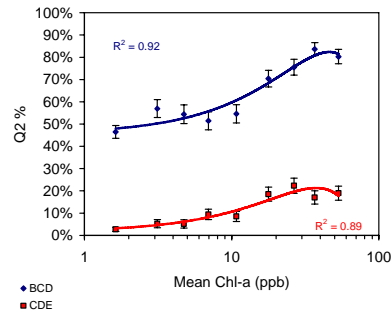 100%
90%
80%
70%
60%
50%
40%
30%
20%
10%
0%
Q2 %
R² = 0.92
R² = 0.89
1 10 100
Mean Chl-a (ppb)
BCD
CDE